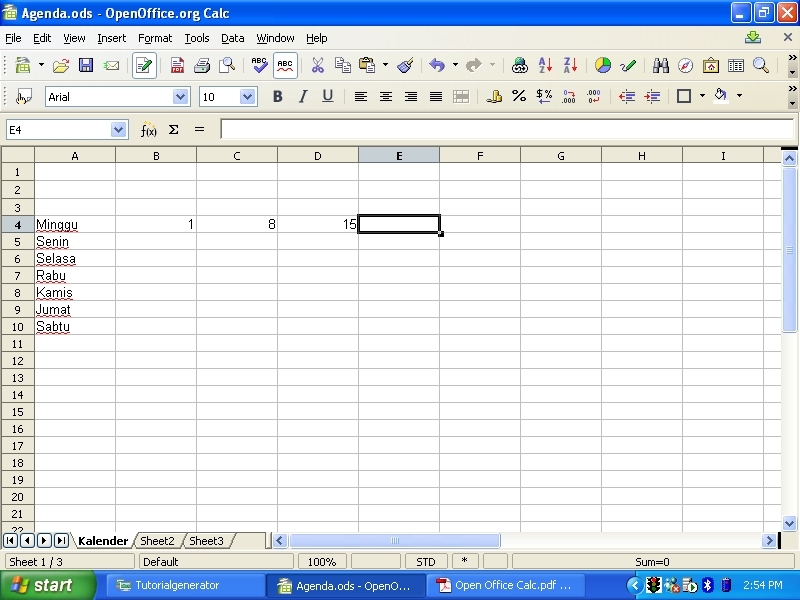 Agenda.ods - OpenOffice.org Calc
File Edit View Insert Format Tools Data Window Help
ABC ABC
Arial 10 B I U
E4 f(x) Σ =
A B C D E F G H I
1
2
3
4 Minggu 1 8 15
5 Senin
6 Selasa
7 Rabu
8 Kamis
9 Jumat
10 Sabtu
11
12
13
14
15
16
17
18
19
20
21
22
Kalender Sheet2 Sheet3
Sheet 1 / 3 Default 100% STD * Sum=0
start Tutorialgenerator Agenda.ods - OpenO... Open Office Calc.pdf ... 2:54 PM